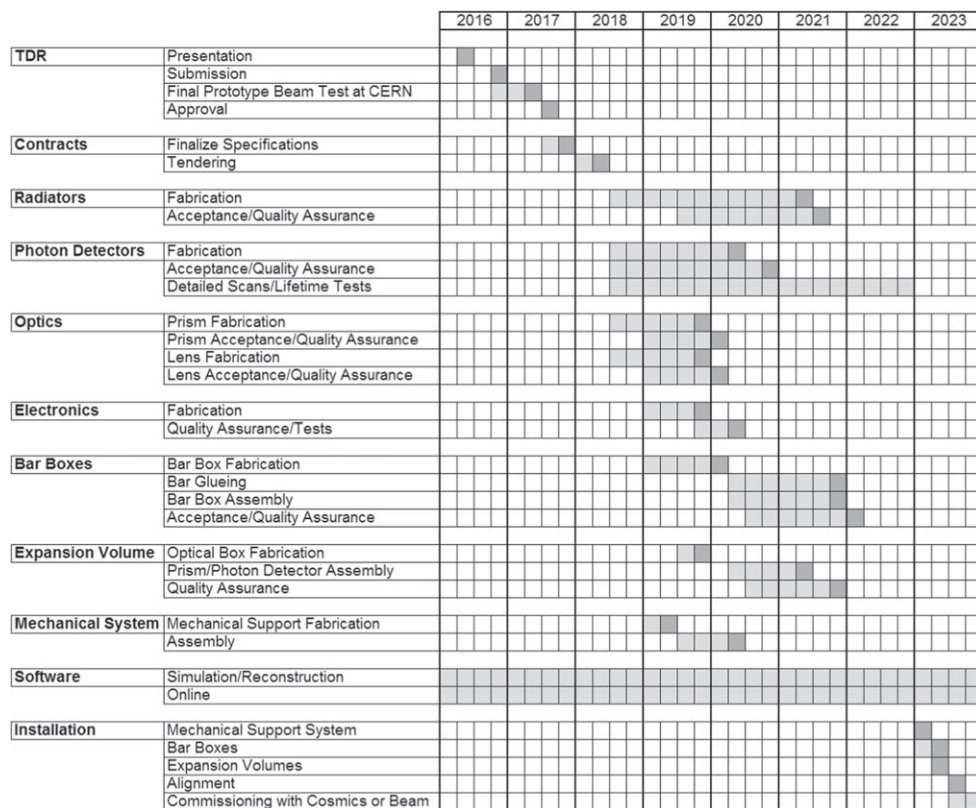 2016 2017 2018 2019 2020 2021 2022 2023
TDR Presentation
Submission
Final Prototype Beam Test at CERN
Approval
Contracts Finalize Specifications
Tendering
Radiators Fabrication
Acceptance/Quality Assurance
Photon Detectors Fabrication
Acceptance/Quality Assurance
Detailed Scans/Lifetime Tests
Optics Prism Fabrication
Prism Acceptance/Quality Assurance
Lens Fabrication
Lens Acceptance/Quality Assurance
Electronics Fabrication
Quality Assurance/Tests
Bar Boxes Bar Box Fabrication
Bar Glueing
Bar Box Assembly
Acceptance/Quality Assurance
Expansion Volume Optical Box Fabrication
Prism/Photon Detector Assembly
Quality Assurance
Mechanical System Mechanical Support Fabrication
Assembly
Software Simulation/Reconstruction
Online
Installation Mechanical Support System
Bar Boxes
Expansion Volumes
Alignment
Commissioning with Cosmics or Beam